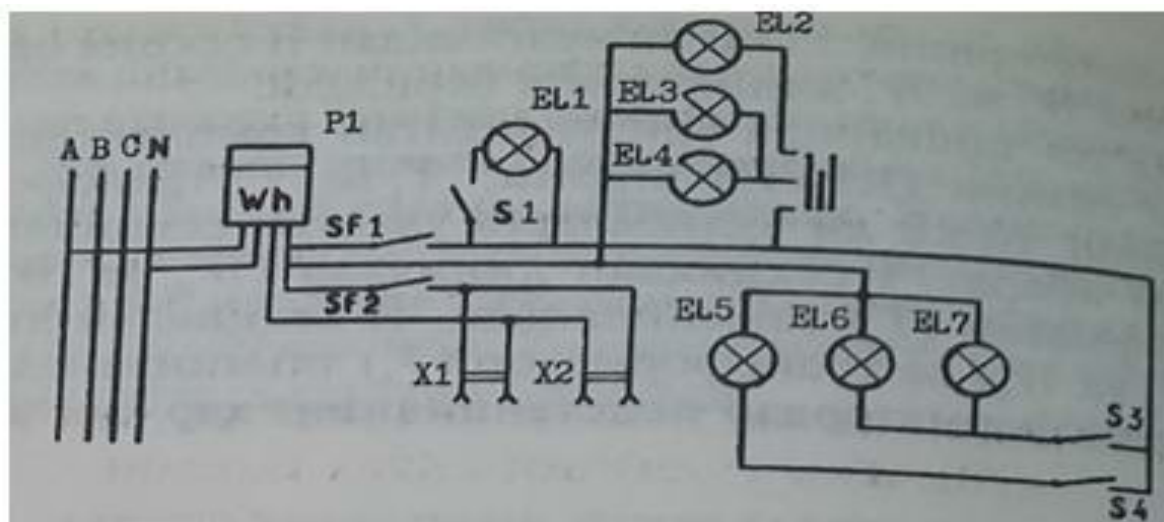 EL2
EL3
EL1
P1
EL4
A B C N
Wh
S1
SF1
SF2
EL5 EL6 EL7
X1 X2
S3
S4